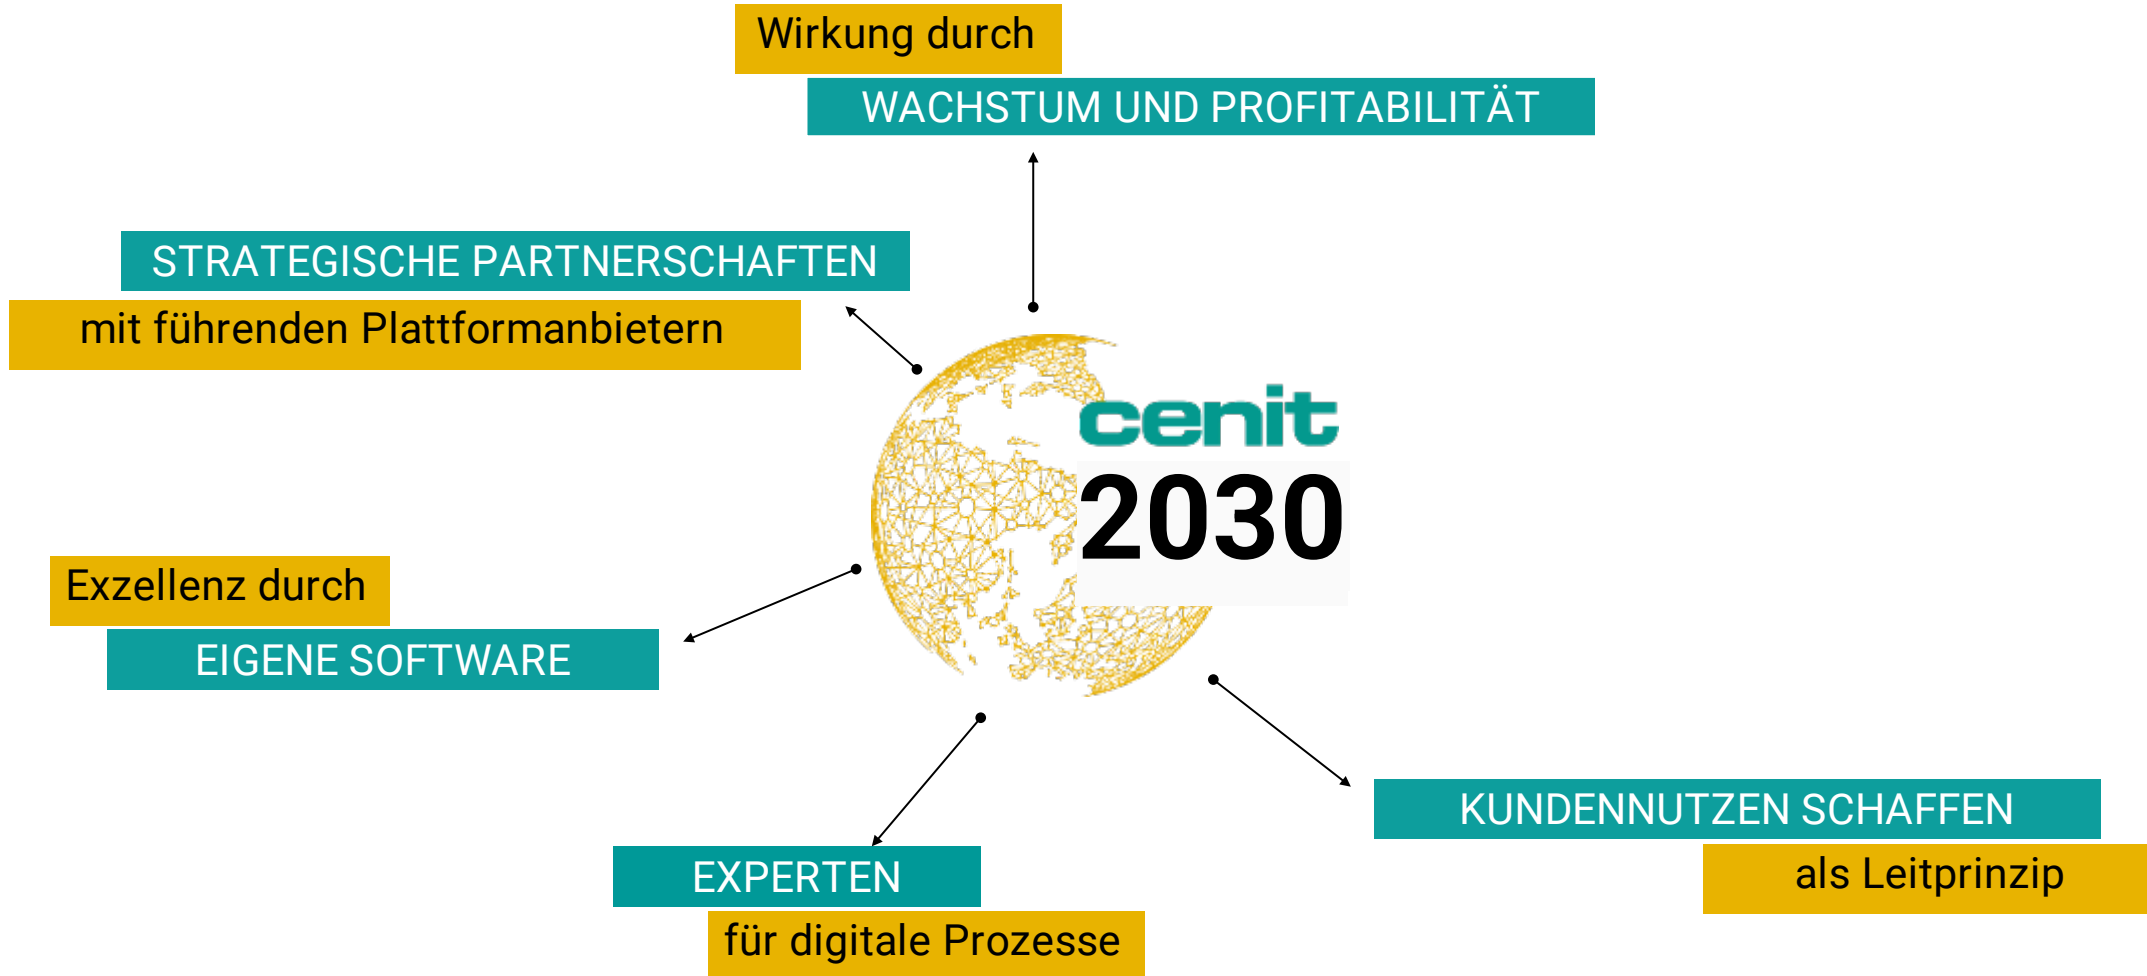 Wirkung durch
WACHSTUM UND PROFITABILITÄT
STRATEGISCHE PARTNERSCHAFTEN
mit führenden Plattformanbietern
cenit
2030
Exzellenz durch
EIGENE SOFTWARE
KUNDENNUTZEN SCHAFFEN
als Leitprinzip
EXPERTEN
für digitale Prozesse